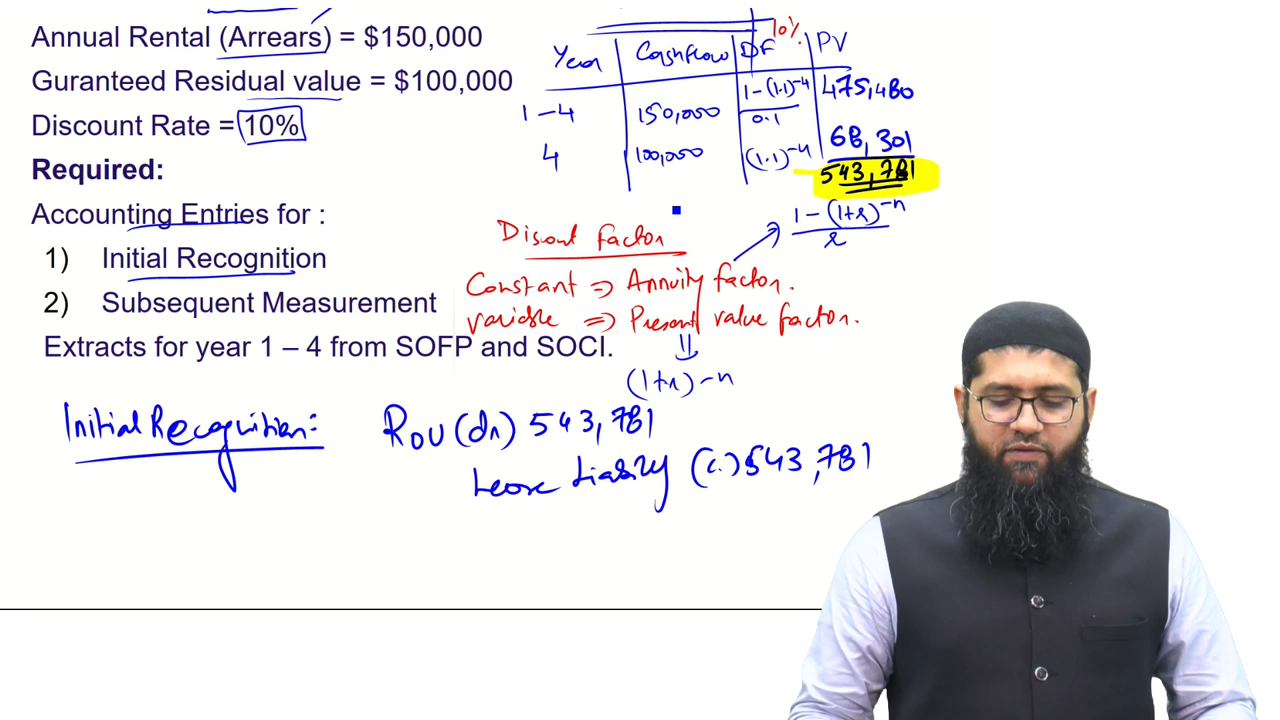 Annual Rental (Arrears) = $150,000
Guranteed Residual value = $100,000
Discount Rate = 10%
Required:
Accounting Entries for :
1) Initial Recognition
2) Subsequent Measurement
Extracts for year 1 – 4 from SOFP and SOCI.
10%
Year Cashflow DF PV
1-4 150,000 1-(1.1)-4 / 0.1 475,480
4 100,000 (1.1)-4 68,301
543,781
1-(1+r)-n / r
Discout factor
Constant => Annuity factor.
variable => Present value factor.
(1+r)-n
Initial Recognition:- ROU (dr) 543,781
Lease Liability (cr) 543,781